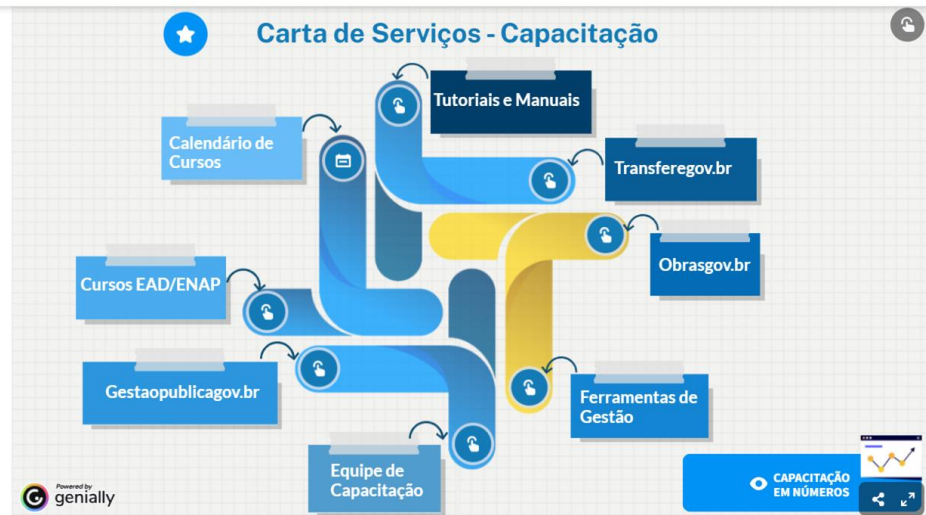 Carta de Serviços - Capacitação
Tutoriais e Manuais
Calendário de
Cursos
Transferegov.br
Obrasgov.br
Cursos EAD/ENAP
Gestaopublicagov.br
Ferramentas de
Gestão
Equipe de
Capacitação
CAPACITAÇÃO
EM NÚMEROS
Powered by
genially